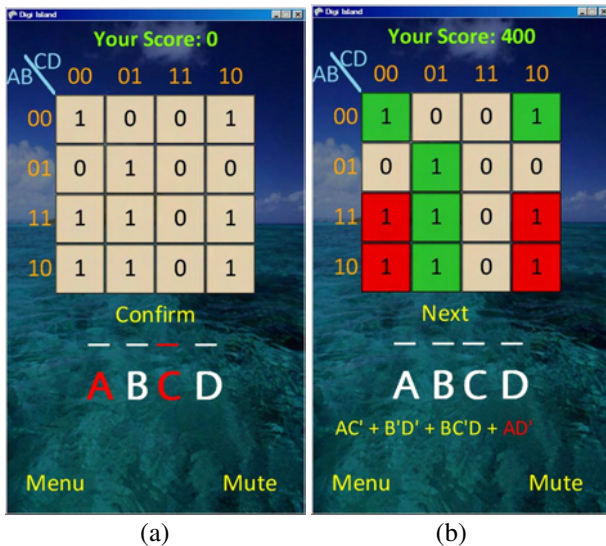 Digi Island
Your Score: 0
CD
AB
00 01 11 10
00 1 0 0 1
01 0 1 0 0
11 1 1 0 1
10 1 1 0 1
Confirm
A B C D
Menu Mute
(a)
Digi Island
Your Score: 400
CD
AB
00 01 11 10
00 1 0 0 1
01 0 1 0 0
11 1 1 0 1
10 1 1 0 1
Next
A B C D
AC' + B'D' + BC'D + AD'
Menu Mute
(b)